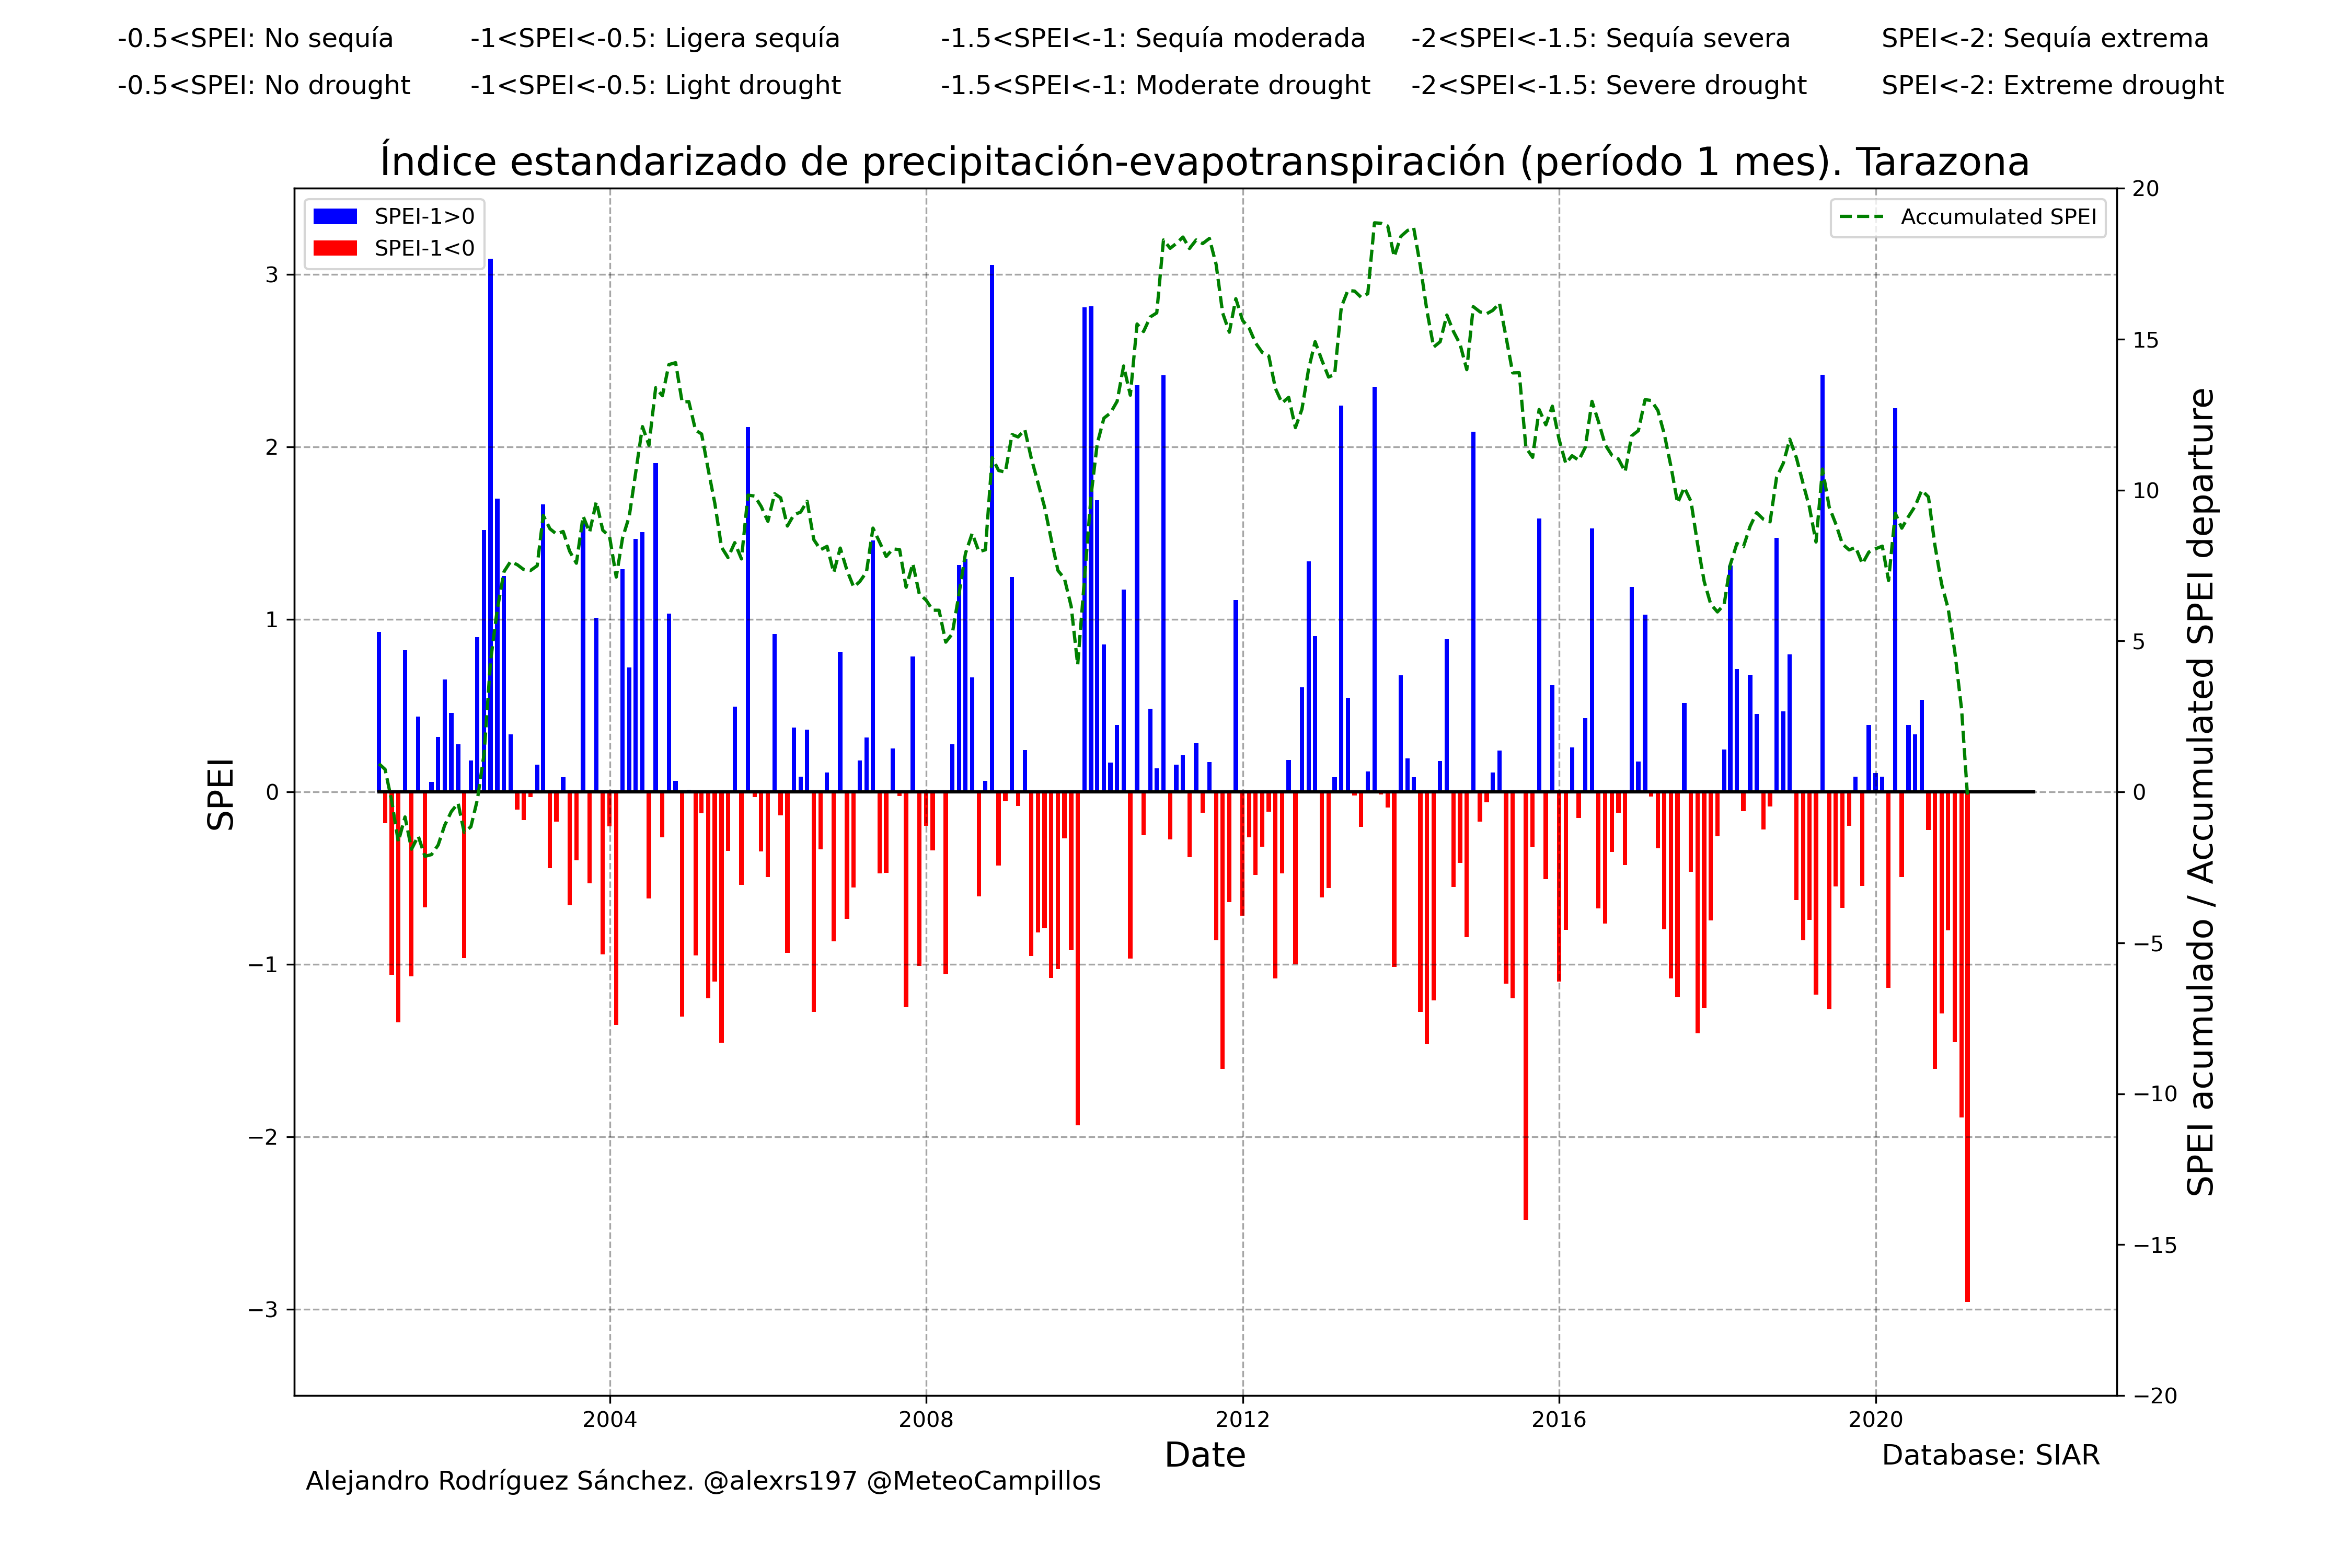 -0.5<SPEI: No sequía -1<SPEI<-0.5: Ligera sequía -1.5<SPEI<-1: Sequía moderada -2<SPEI<-1.5: Sequía severa SPEI<-2: Sequía extrema
-0.5<SPEI: No drought -1<SPEI<-0.5: Light drought -1.5<SPEI<-1: Moderate drought -2<SPEI<-1.5: Severe drought SPEI<-2: Extreme drought
Índice estandarizado de precipitación-evapotranspiración (período 1 mes). Tarazona
SPEI-1>0
SPEI-1<0
Accumulated SPEI
SPEI
3
2
1
0
−1
−2
−3
20
15
10
5
0
−5
−10
−15
−20
SPEI acumulado / Accumulated SPEI departure
2004 2008 2012 2016 2020
Date
Database: SIAR
Alejandro Rodríguez Sánchez. @alexrs197 @MeteoCampillos